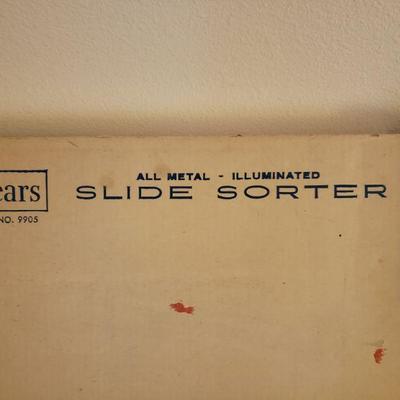 ears
NO. 9905
ALL METAL - ILLUMINATED
SLIDE SORTER